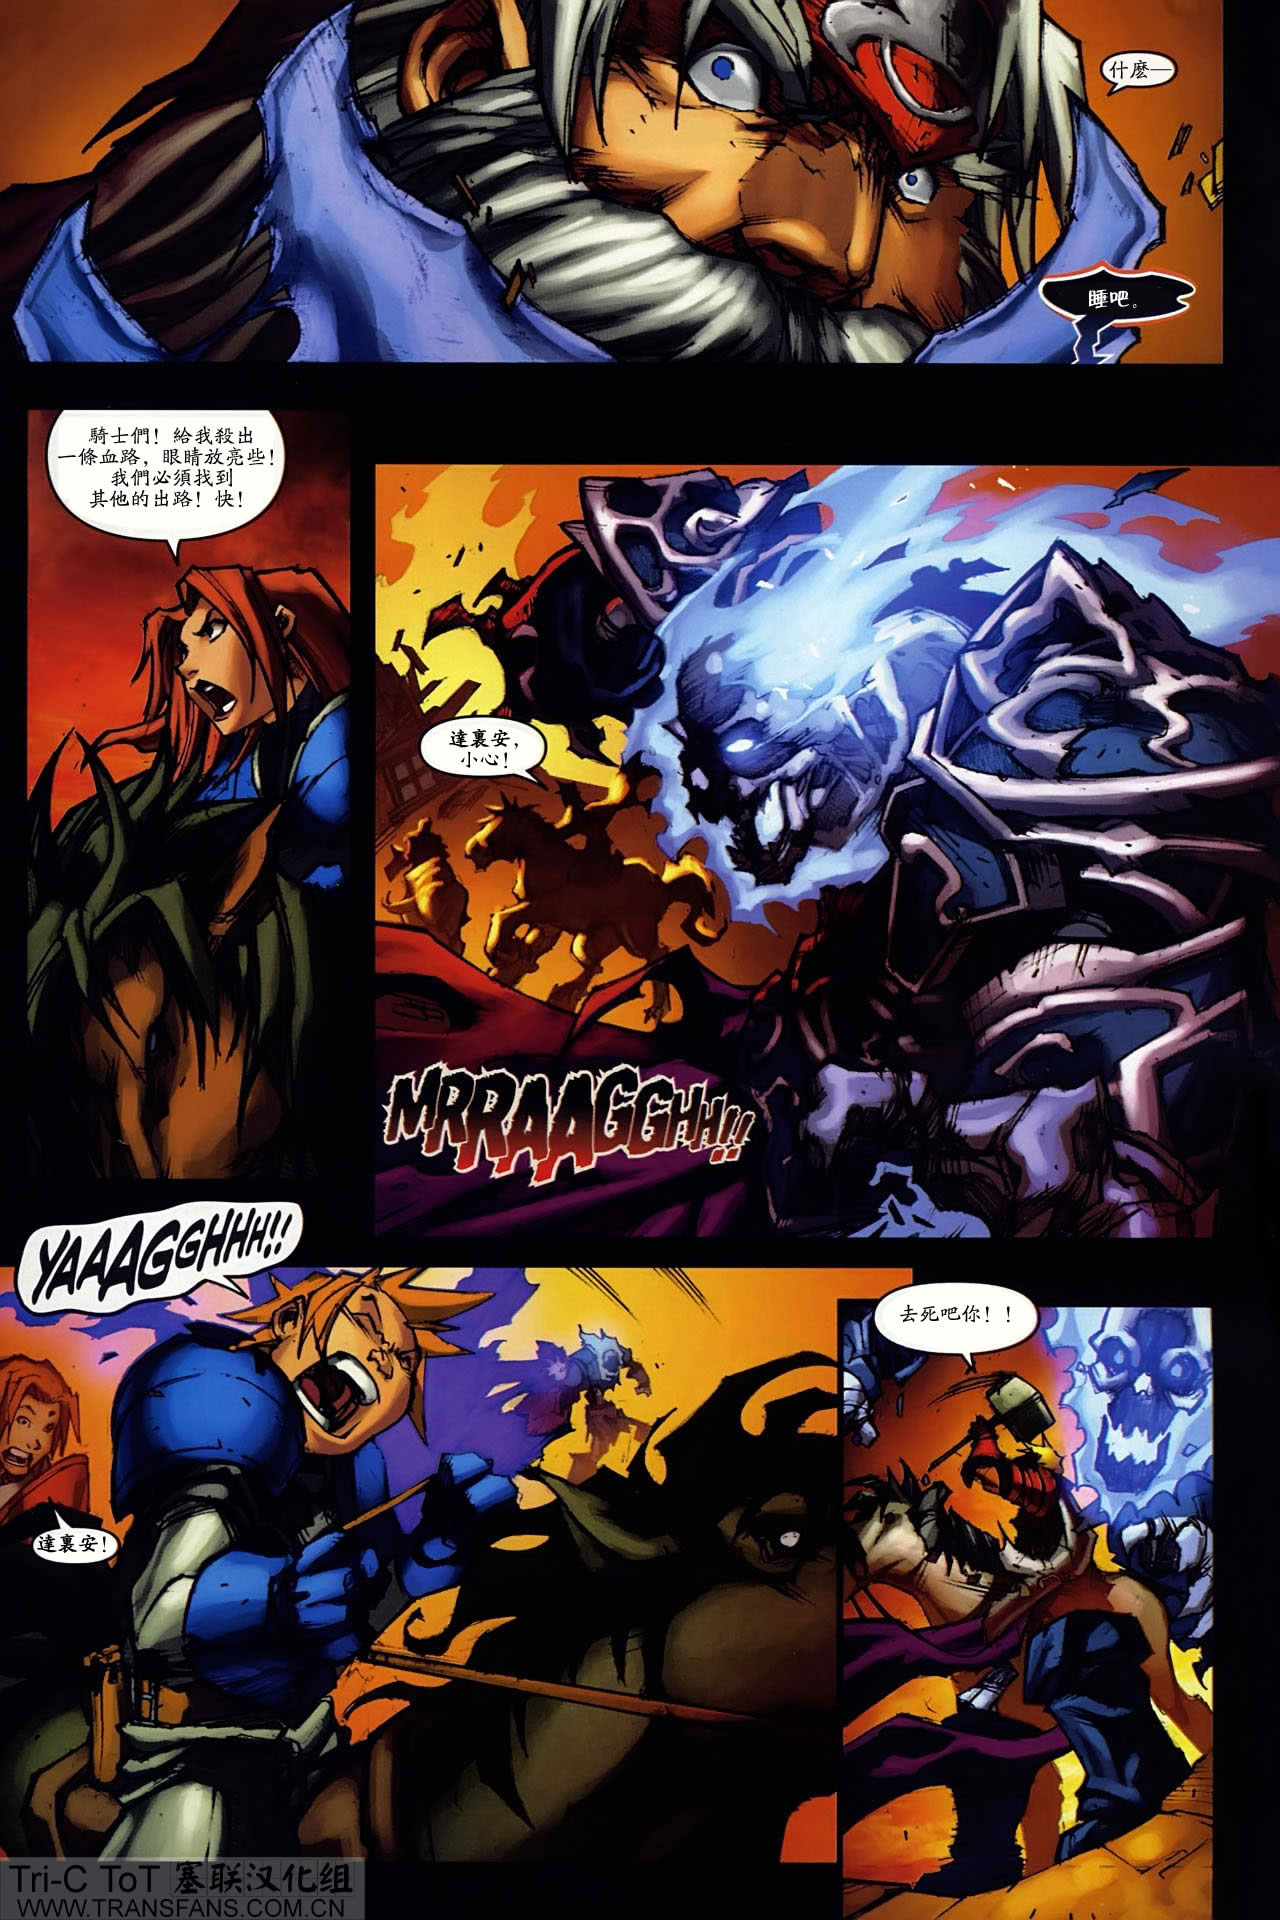 什麽—
睡吧。
騎士們！給我殺出
一條血路，眼睛放亮些！
我們必須找到
其他的出路！快！
達裏安，
小心！
MRRRAAGGGHH!!
YAAAGGHHH!!
達裏安！
去死吧你！！
Tri-C ToT 塞联汉化组
WWW.TRANSFANS.COM.CN